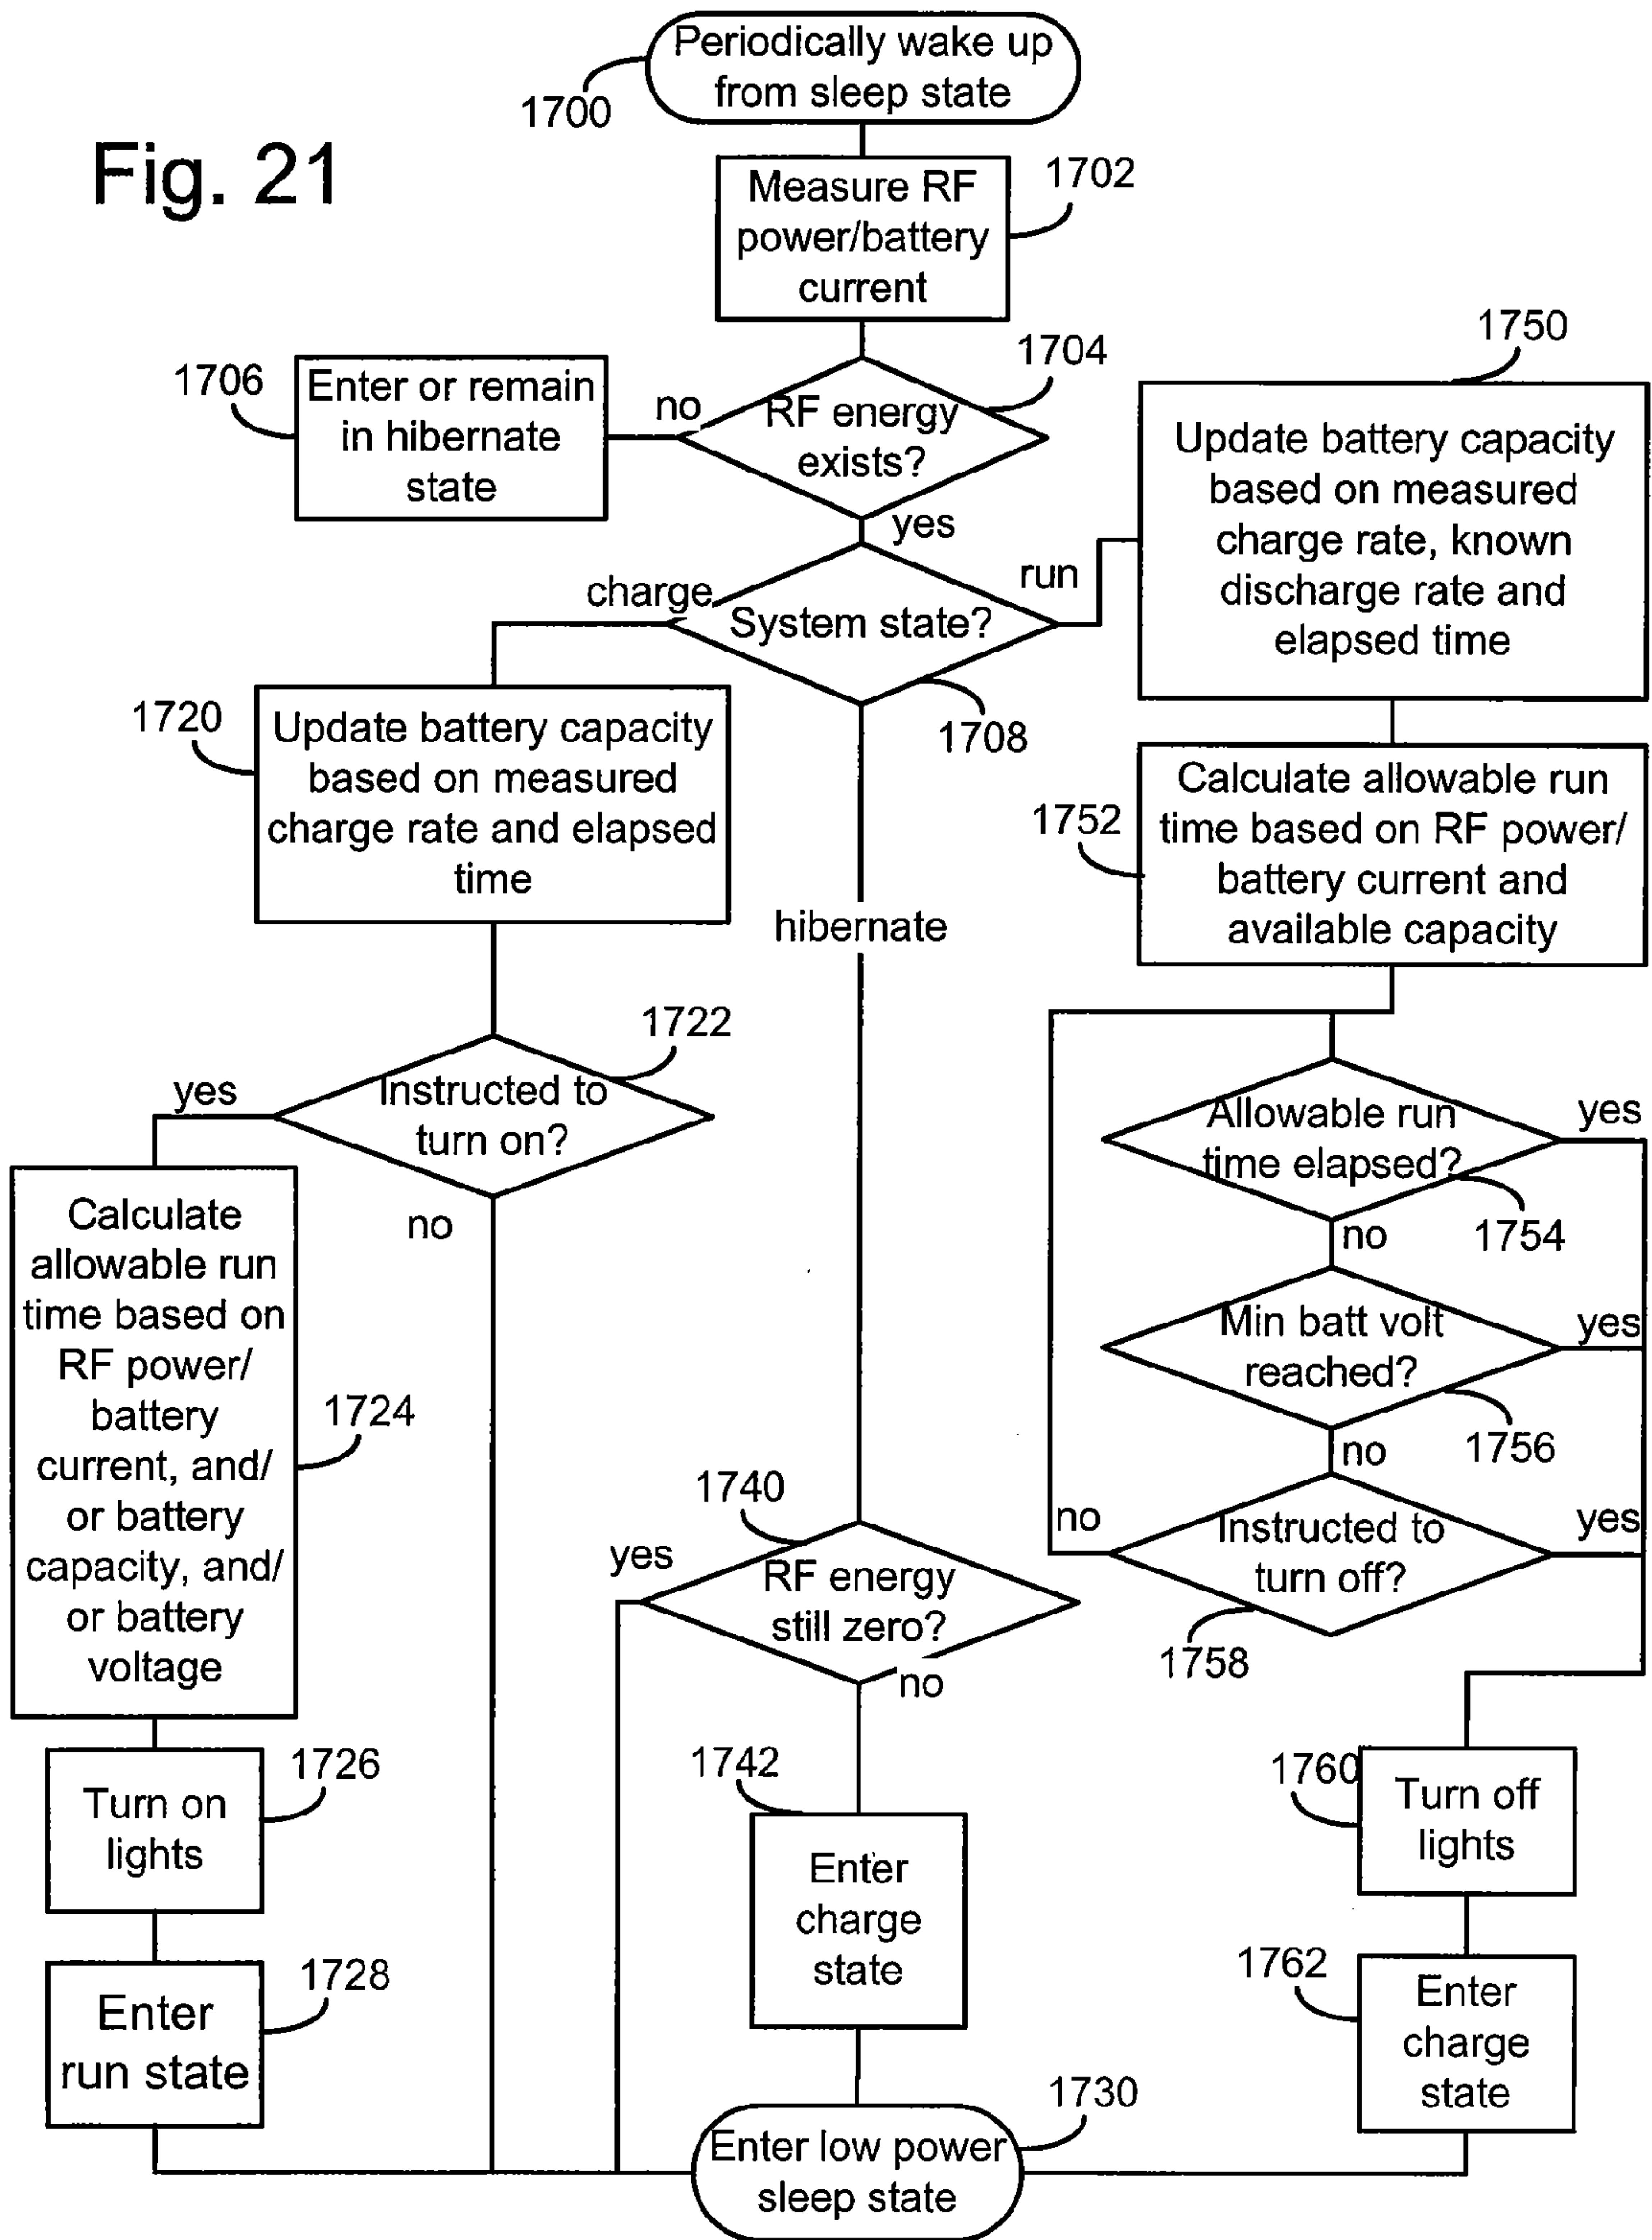 Fig. 21
Periodically wake up
from sleep state
1700
Measure RF
power/battery
current
1702
RF energy
exists?
1704
no
yes
Enter or remain
in hibernate
state
1706
System state?
1708
charge
run
hibernate
Update battery capacity
based on measured
charge rate and elapsed
time
1720
Instructed to
turn on?
1722
yes
no
Calculate
allowable run
time based on
RF power/
battery
current, and/
or battery
capacity, and/
or battery
voltage
1724
Turn on
lights
1726
Enter
run state
1728
RF energy
still zero?
1740
yes
no
Enter
charge
state
1742
Update battery capacity
based on measured
charge rate, known
discharge rate and
elapsed time
1750
Calculate allowable run
time based on RF power/
battery current and
available capacity
1752
Allowable run
time elapsed?
1754
yes
no
Min batt volt
reached?
1756
yes
no
Instructed to
turn off?
1758
yes
no
Turn off
lights
1760
Enter
charge
state
1762
Enter low power
sleep state
1730